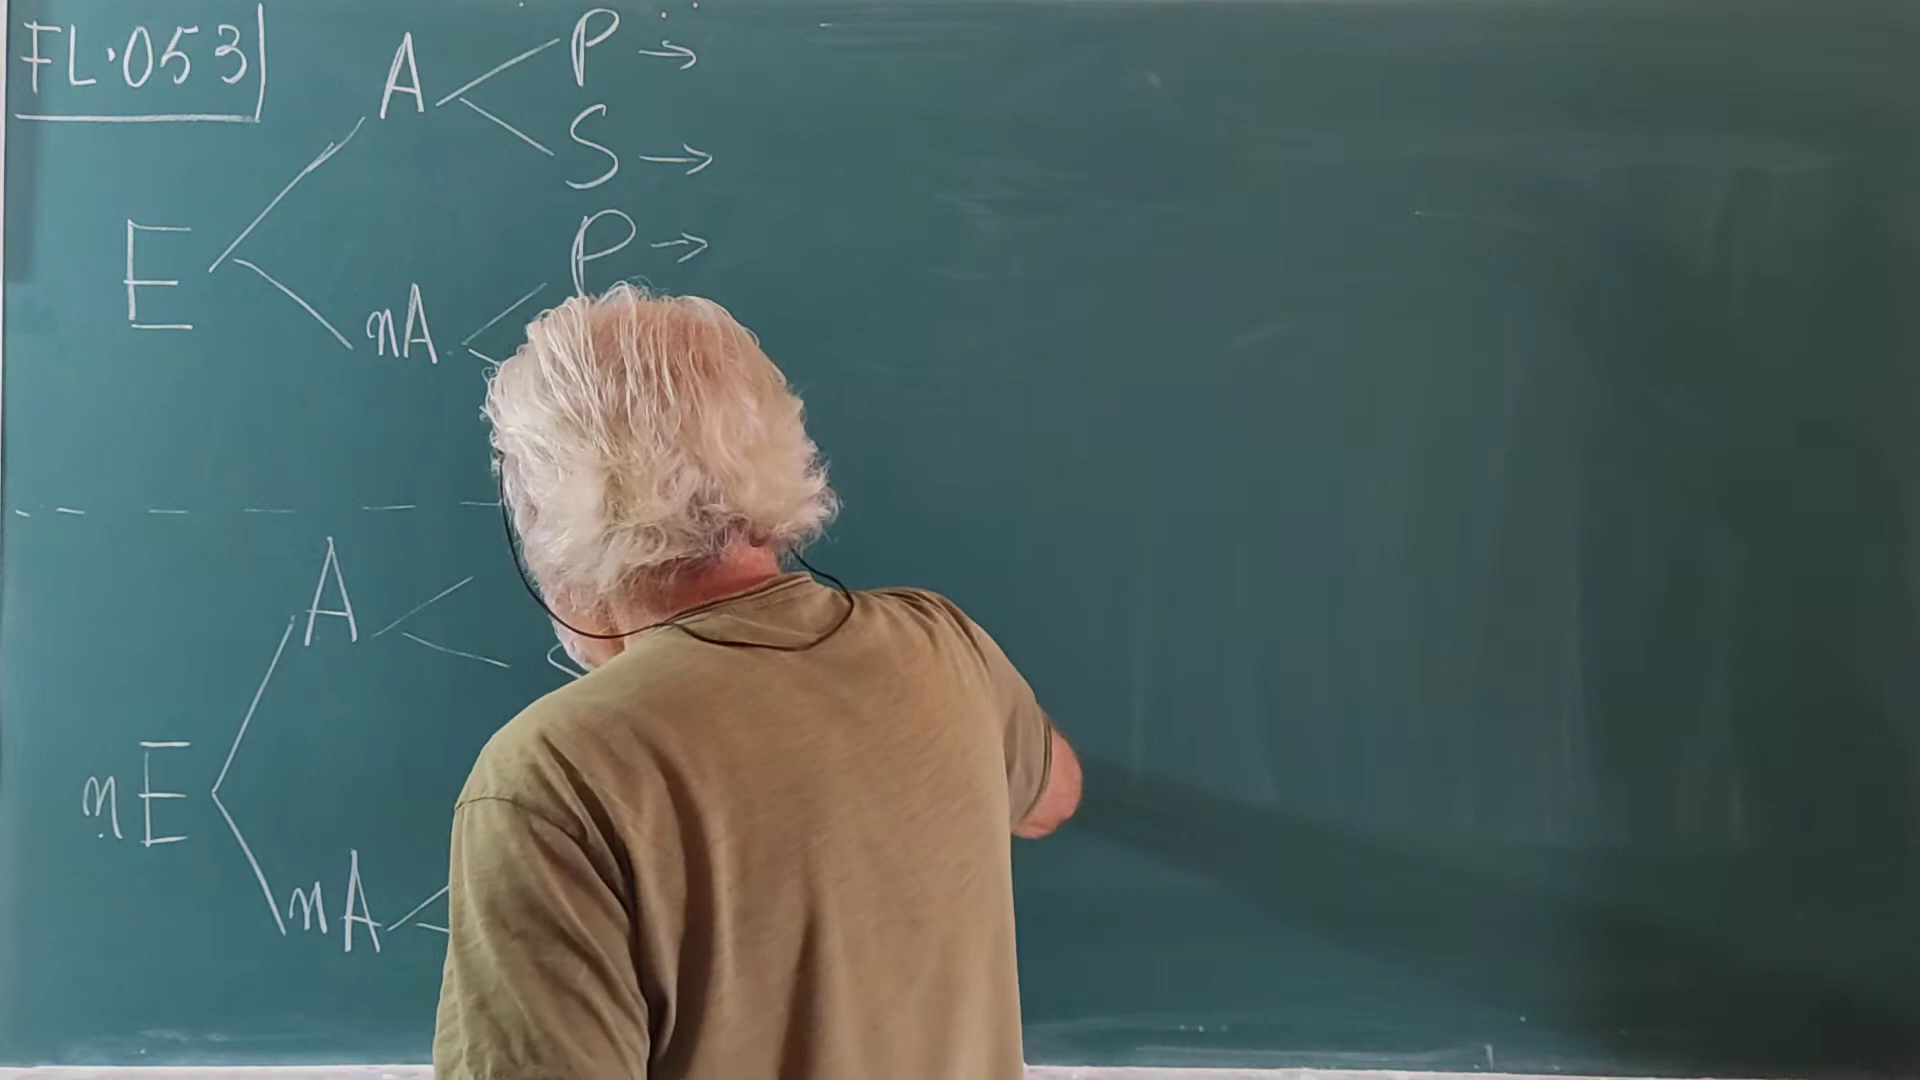 FL.053
A
P →
S →
E
P →
nA
A
nE
nA